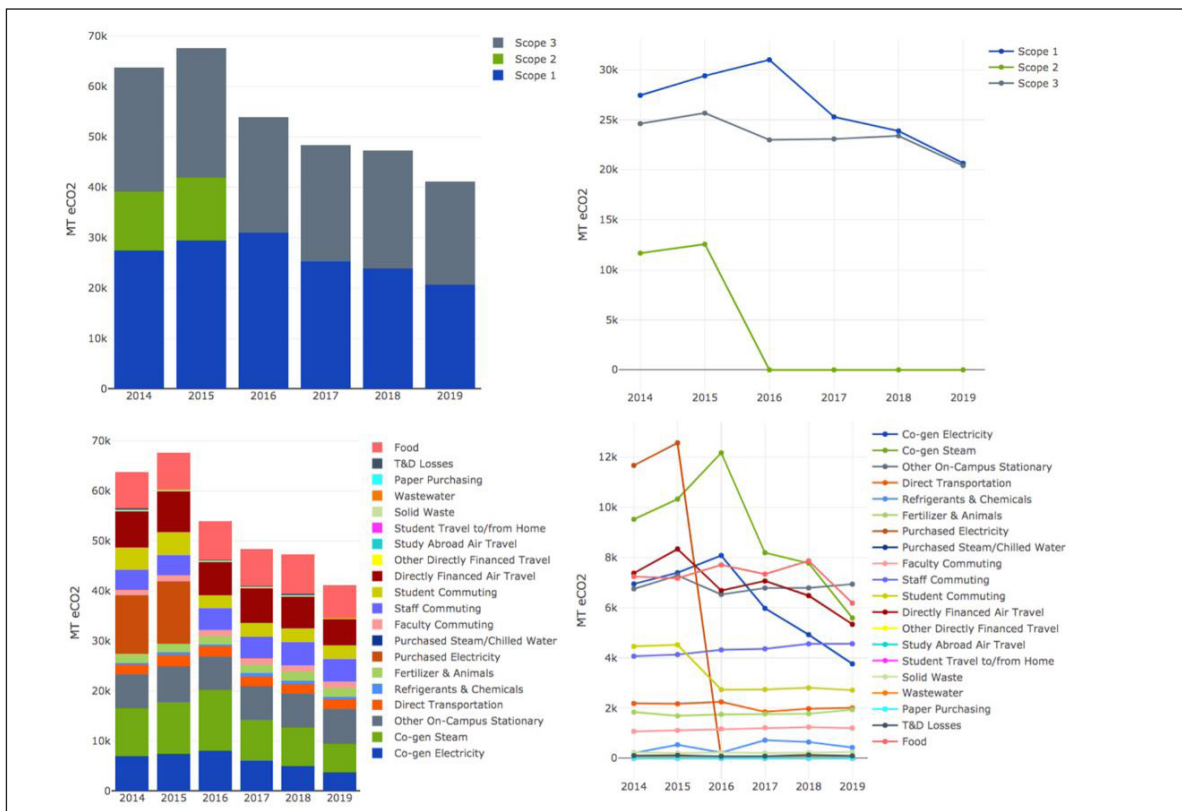 70k
60k
50k
40k
30k
20k
10k
0
MT eCO2
2014 2015 2016 2017 2018 2019
Scope 3
Scope 2
Scope 1
30k
25k
20k
15k
10k
5k
0
MT eCO2
2014 2015 2016 2017 2018 2019
Scope 1
Scope 2
Scope 3
70k
60k
50k
40k
30k
20k
10k
0
MT eCO2
2014 2015 2016 2017 2018 2019
Food
T&D Losses
Paper Purchasing
Wastewater
Solid Waste
Student Travel to/from Home
Study Abroad Air Travel
Other Directly Financed Travel
Directly Financed Air Travel
Student Commuting
Staff Commuting
Faculty Commuting
Purchased Steam/Chilled Water
Purchased Electricity
Fertilizer & Animals
Refrigerants & Chemicals
Direct Transportation
Other On-Campus Stationary
Co-gen Steam
Co-gen Electricity
12k
10k
8k
6k
4k
2k
0
MT eCO2
2014 2015 2016 2017 2018 2019
Co-gen Electricity
Co-gen Steam
Other On-Campus Stationary
Direct Transportation
Refrigerants & Chemicals
Fertilizer & Animals
Purchased Electricity
Purchased Steam/Chilled Water
Faculty Commuting
Staff Commuting
Student Commuting
Directly Financed Air Travel
Other Directly Financed Travel
Study Abroad Air Travel
Student Travel to/from Home
Solid Waste
Wastewater
Paper Purchasing
T&D Losses
Food